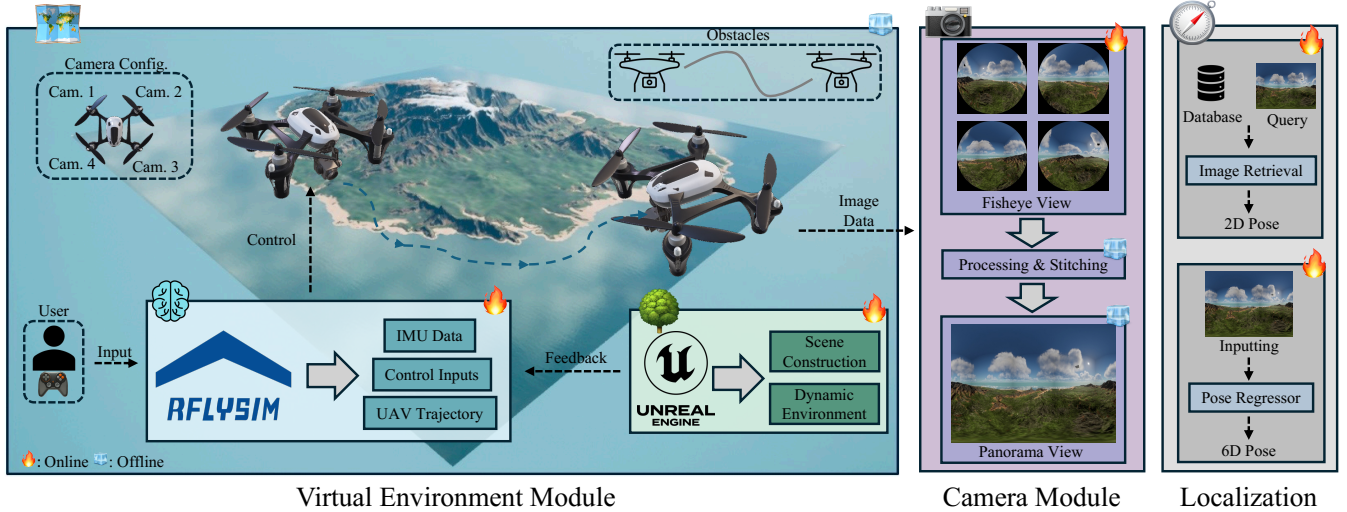 Camera Config.
Cam. 1
Cam. 2
Cam. 4
Cam. 3
Obstacles
Control
Image
Data
User
Input
RFLYSIM
IMU Data
Control Inputs
UAV Trajectory
Feedback
UNREAL
ENGINE
Scene
Construction
Dynamic
Environment
: Online
: Offline
Virtual Environment Module
Fisheye View
Processing & Stitching
Panorama View
Camera Module
Database
Query
Image Retrieval
2D Pose
Inputting
Pose Regressor
6D Pose
Localization